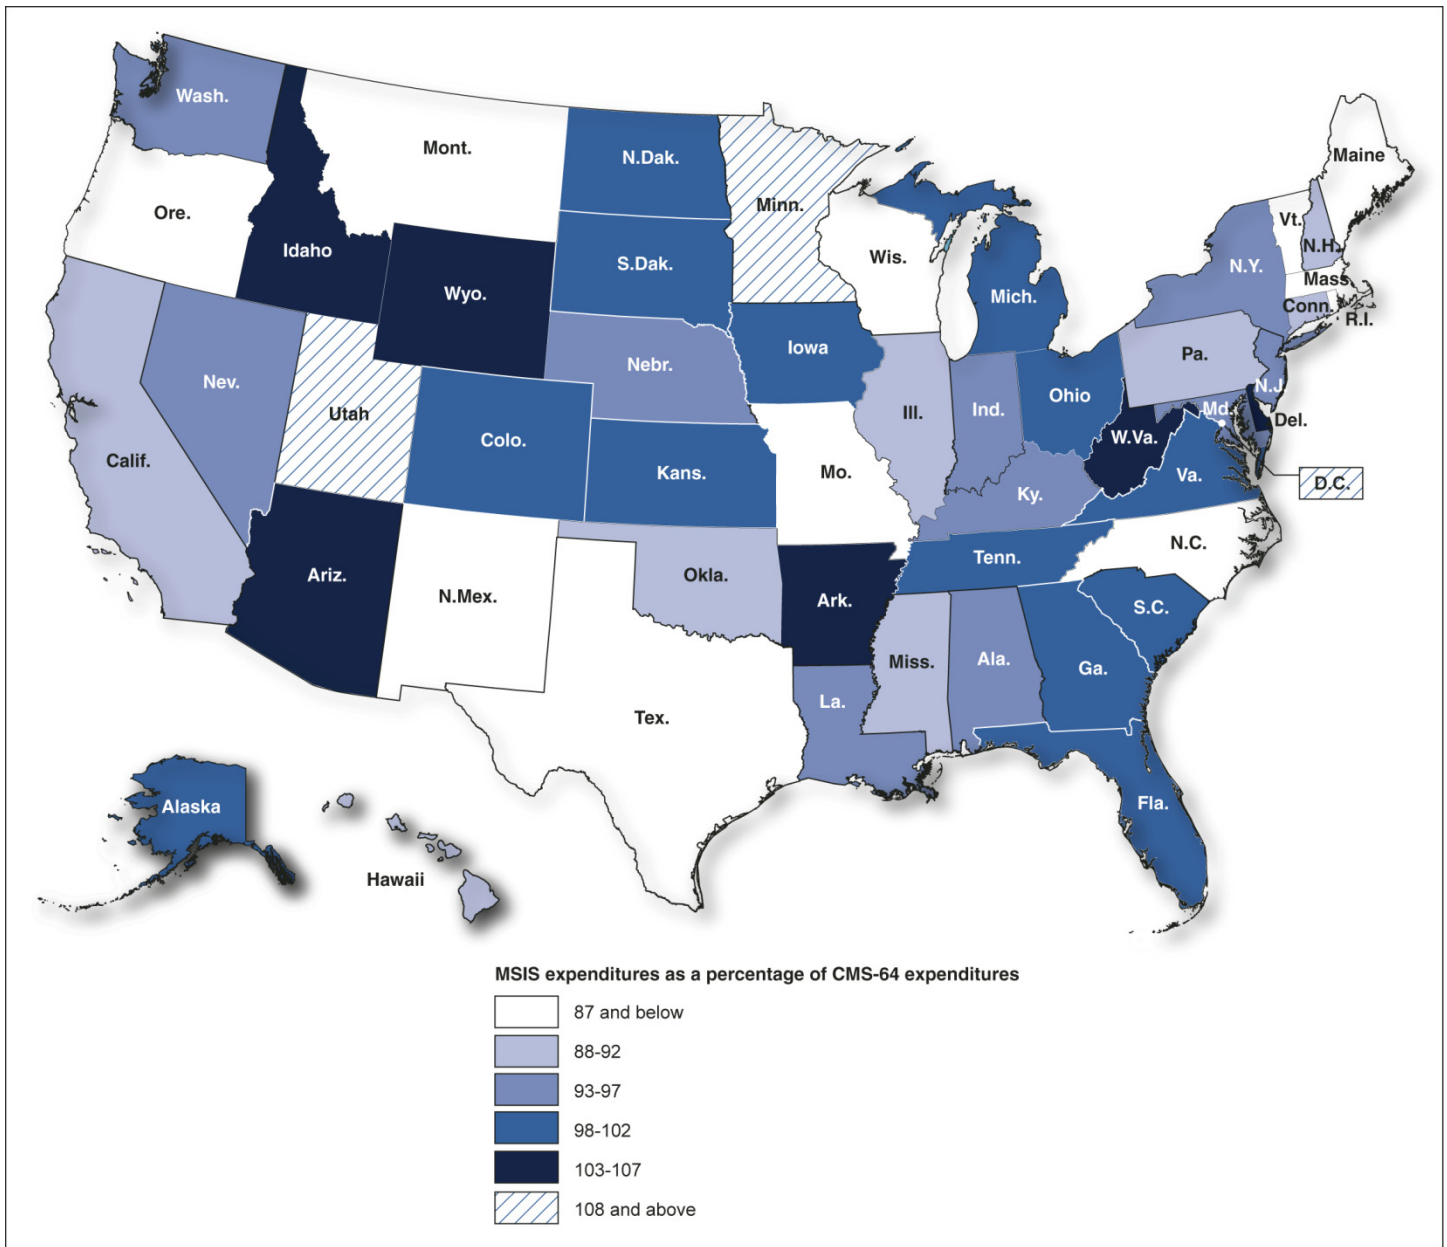 Wash.
Mont.
N.Dak.
Minn.
Maine
Ore.
Idaho
S.Dak.
Wis.
Vt.
N.H.
Wyo.
Mich.
N.Y.
Mass.
Conn.
R.I.
Nev.
Utah
Nebr.
Iowa
Pa.
Calif.
Colo.
Kans.
Mo.
Ill.
Ind.
Ohio
W.Va.
N.J.
Md.
Del.
Va.
D.C.
Ky.
Ariz.
N.Mex.
Okla.
Ark.
Tenn.
N.C.
S.C.
Tex.
La.
Miss.
Ala.
Ga.
Fla.
Alaska
Hawaii
MSIS expenditures as a percentage of CMS-64 expenditures
87 and below
88-92
93-97
98-102
103-107
108 and above